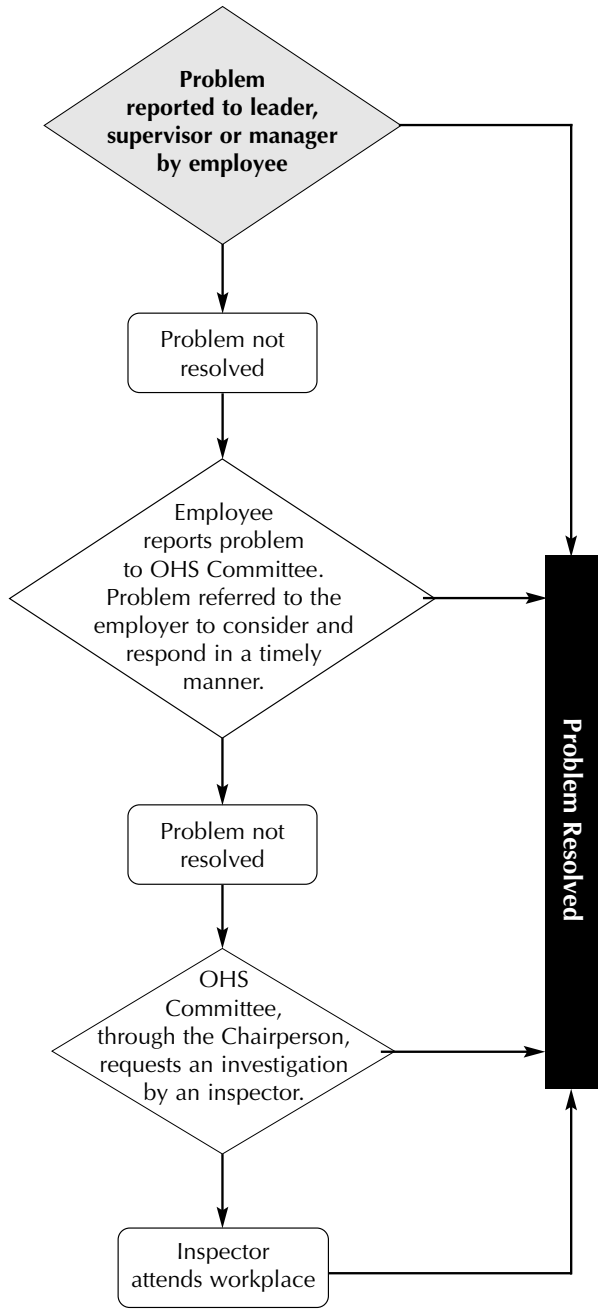 Problem
reported to leader,
supervisor or manager
by employee
Problem not
resolved
Employee
reports problem
to OHS Committee.
Problem referred to the
employer to consider and
respond in a timely
manner.
Problem Resolved
Problem not
resolved
OHS
Committee,
through the Chairperson,
requests an investigation
by an inspector.
Inspector
attends workplace